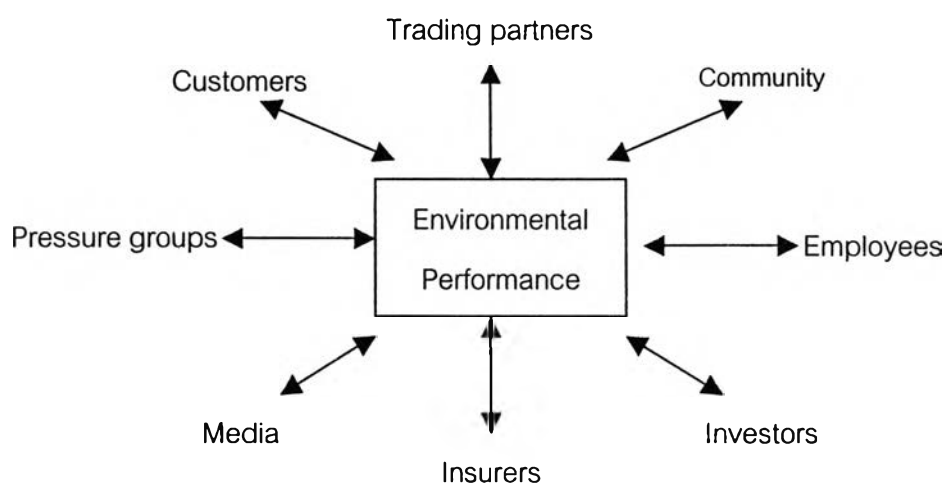 Trading partners
Customers
Community
Environmental
Performance
Pressure groups
Employees
Media
Investors
Insurers